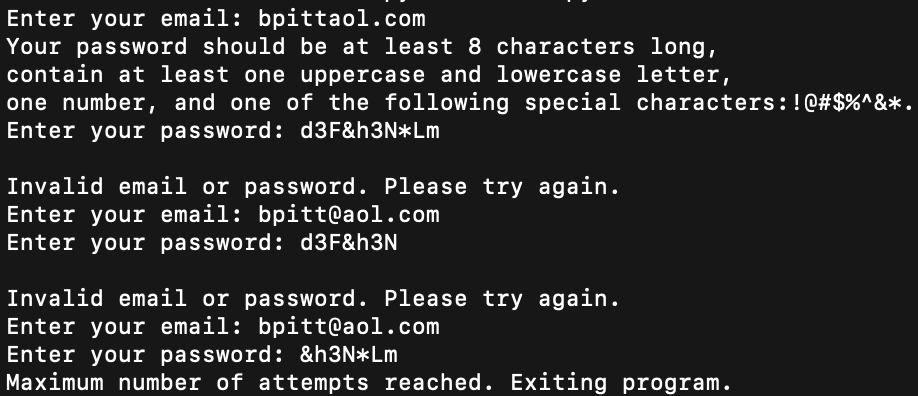 Enter your email: bpittaol.com
Your password should be at least 8 characters long,
contain at least one uppercase and lowercase letter,
one number, and one of the following special characters:!@#$%^&*.
Enter your password: d3F&h3N*Lm
Invalid email or password. Please try again.
Enter your email: bpitt@aol.com
Enter your password: d3F&h3N
Invalid email or password. Please try again.
Enter your email: bpitt@aol.com
Enter your password: &h3N*Lm
Maximum number of attempts reached. Exiting program.